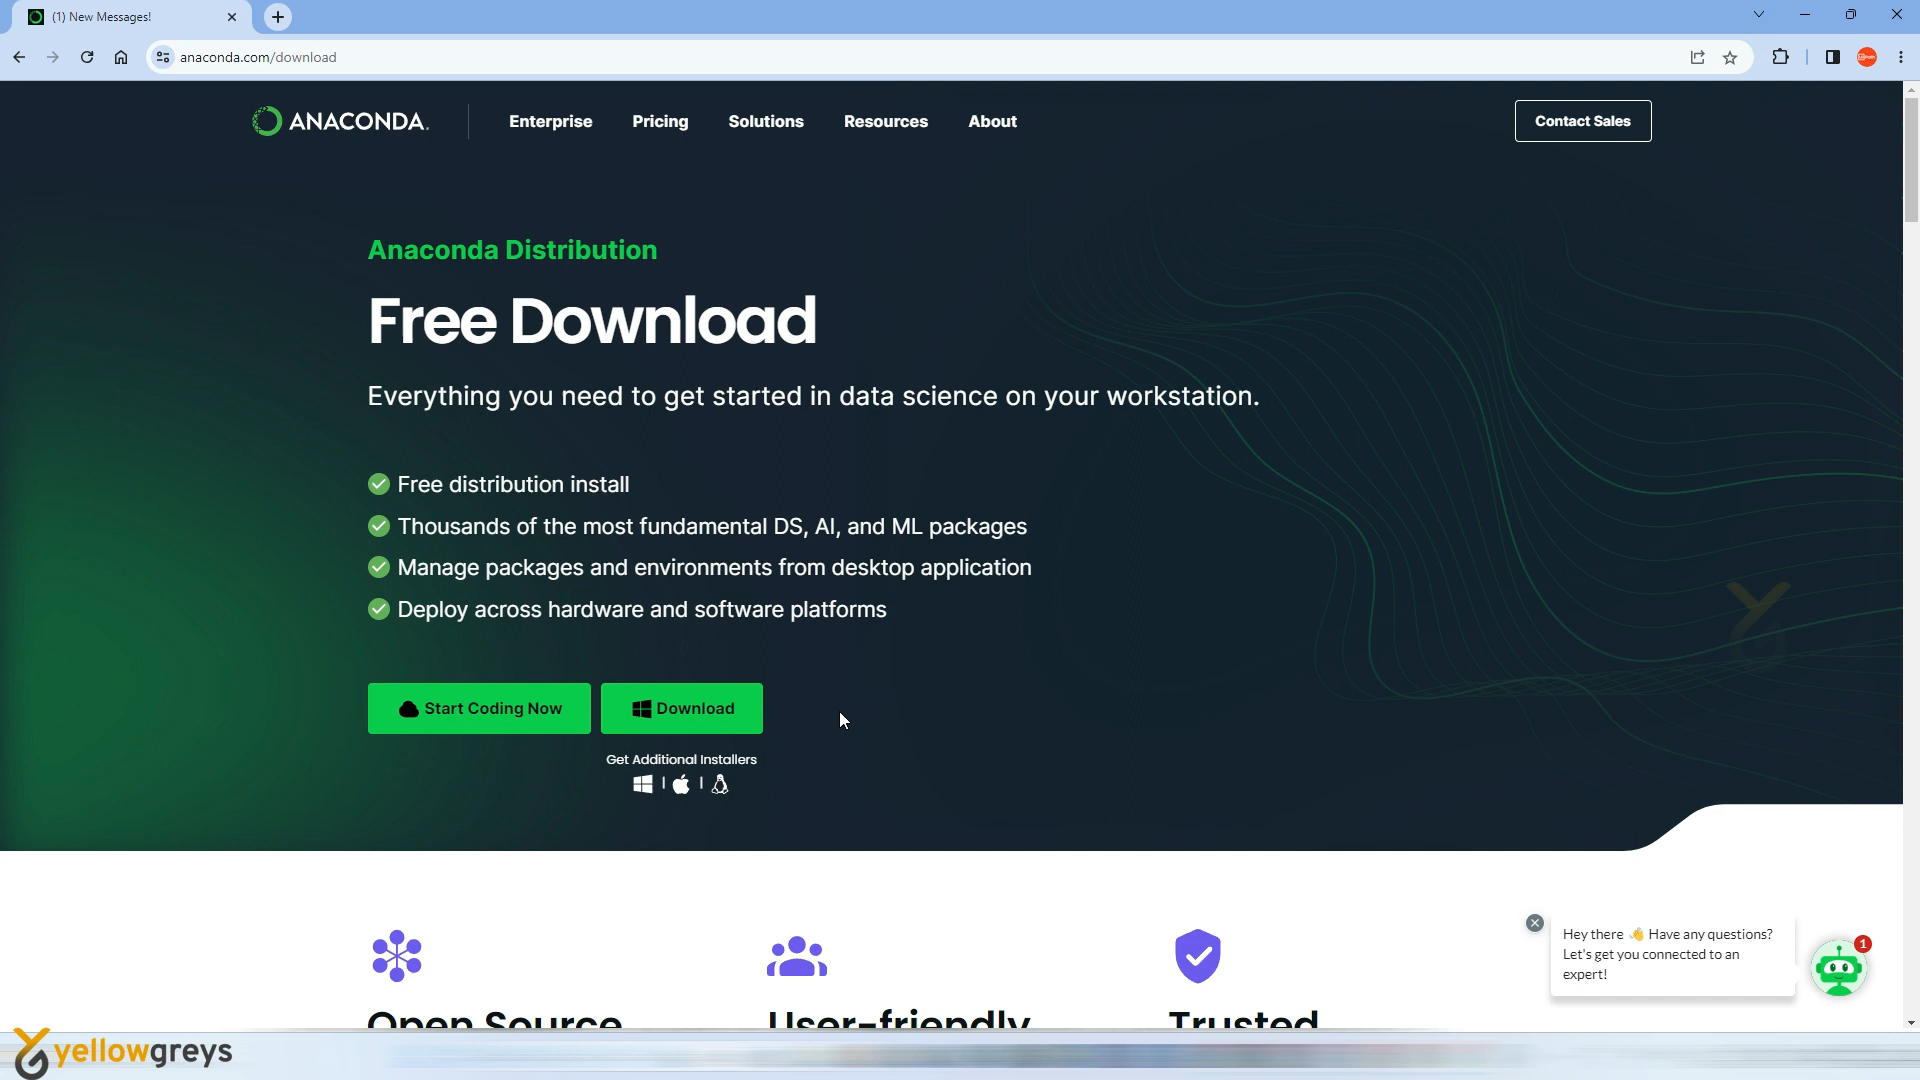 (1) New Messages!
anaconda.com/download
ANACONDA.
Enterprise
Pricing
Solutions
Resources
About
Contact Sales
Anaconda Distribution
Free Download
Everything you need to get started in data science on your workstation.
Free distribution install
Thousands of the most fundamental DS, AI, and ML packages
Manage packages and environments from desktop application
Deploy across hardware and software platforms
Start Coding Now
Download
Get Additional Installers
Hey there 👋 Have any questions?
Let's get you connected to an
expert!
1
Open Source
User-friendly
Trusted
yellowgreys